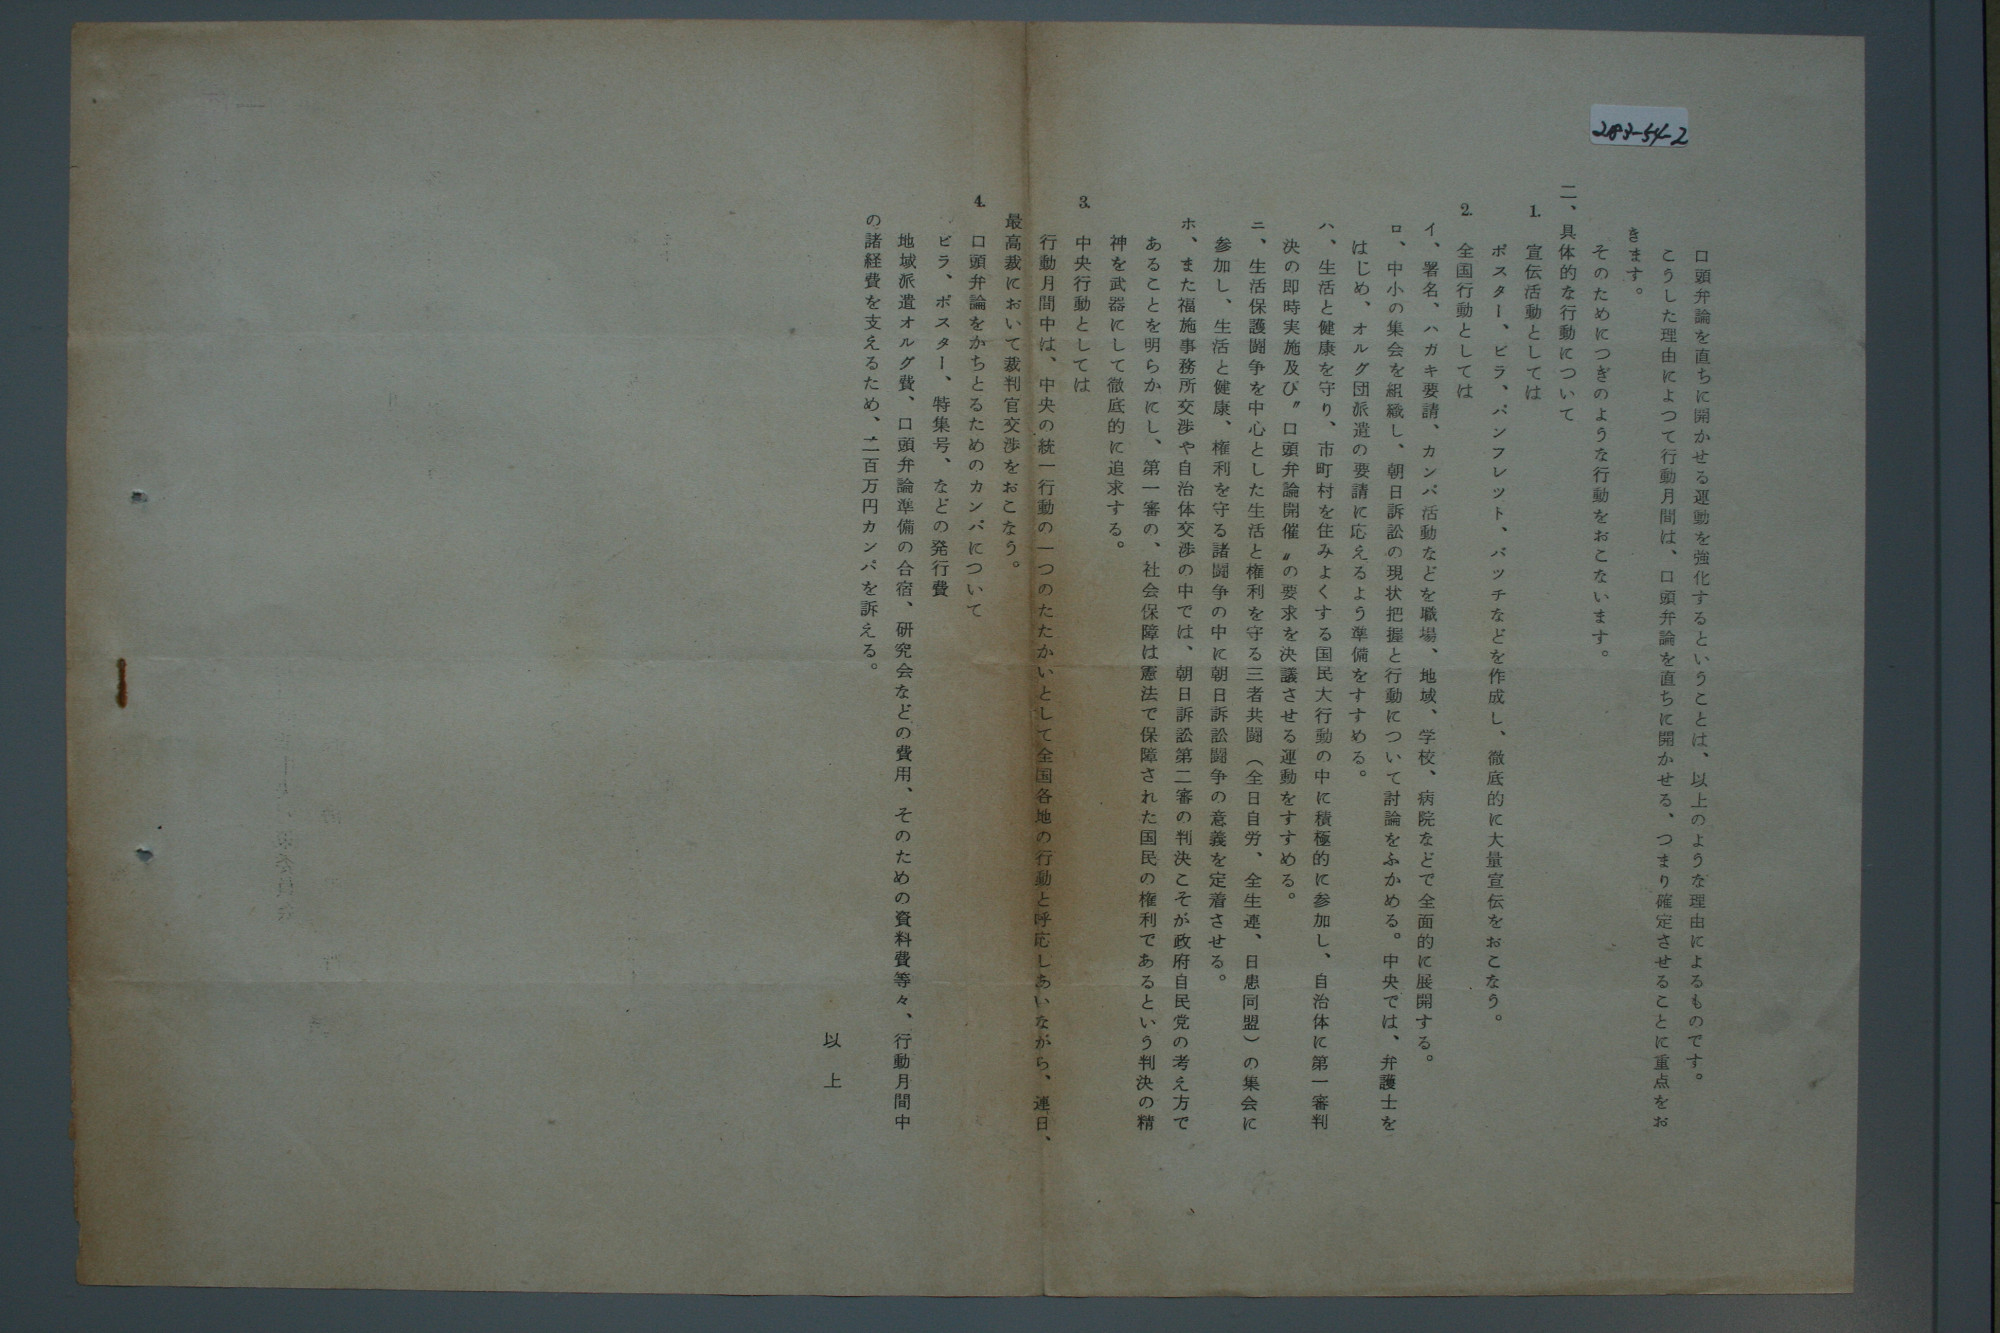 283-54-2
口頭弁論を直ちに開かせる運動を強化するということは、以上のような理由によるものです。
こうした理由によつて行動月間は、口頭弁論を直ちに開かせる、つまり確定させることに重点をお
きます。
そのためにつぎのような行動をおこないます。
二、具体的な行動について
1. 宣伝活動としては
ポスター、ビラ、パンフレツト、バツチなどを作成し、徹底的に大量宣伝をおこなう。
2. 全国行動としては
イ、署名、ハガキ要請、カンパ活動などを職場、地域、学校、病院などで全面的に展開する。
ロ、中小の集会を組織し、朝日訴訟の現状把握と行動について討論をふかめる。中央では、弁護士を
はじめ、オルグ団派遣の要請に応えるよう準備をすすめる。
ハ、生活と健康を守り、市町村を住みよくする国民大行動の中に積極的に参加し、自治体に第一審判
決の即時実施及び〃口頭弁論開催〃の要求を決議させる運動をすすめる。
ニ、生活保護闘争を中心とした生活と権利を守る三者共闘（全日自労、全生連、日患同盟）の集会に
参加し、生活と健康、権利を守る諸闘争の中に朝日訴訟闘争の意義を定着させる。
ホ、また福施事務所交渉や自治体交渉の中では、朝日訴訟第二審の判決こそが政府自民党の考え方で
あることを明らかにし、第一審の、社会保障は憲法で保障された国民の権利であるという判決の精
神を武器にして徹底的に追求する。
3. 中央行動としては
行動月間中は、中央の統一行動の一つのたたかいとして全国各地の行動と呼応しあいながら、連日、
最高裁において裁判官交渉をおこなう。
4. 口頭弁論をかちとるためのカンパについて
ビラ、ポスター、特集号、などの発行費
地域派遣オルグ費、口頭弁論準備の合宿、研究会などの費用、そのための資料費等々、行動月間中
の諸経費を支えるため、二百万円カンパを訴える。
以上